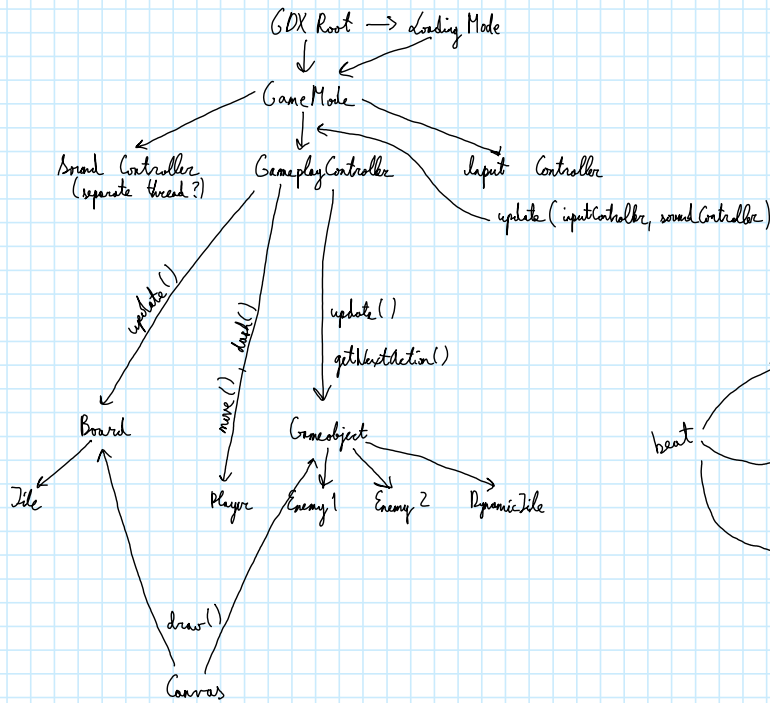 GDX Root → Loading Mode
GameMode
Sound Controller
(separate thread?)
GameplayController
Input Controller
update(inputController, soundController)
update()
move(), dash()
update()
getNextAction()
Board
Gameobject
beat
Tile
Player
Enemy 1
Enemy 2
DynamicTile
draw()
Canvas